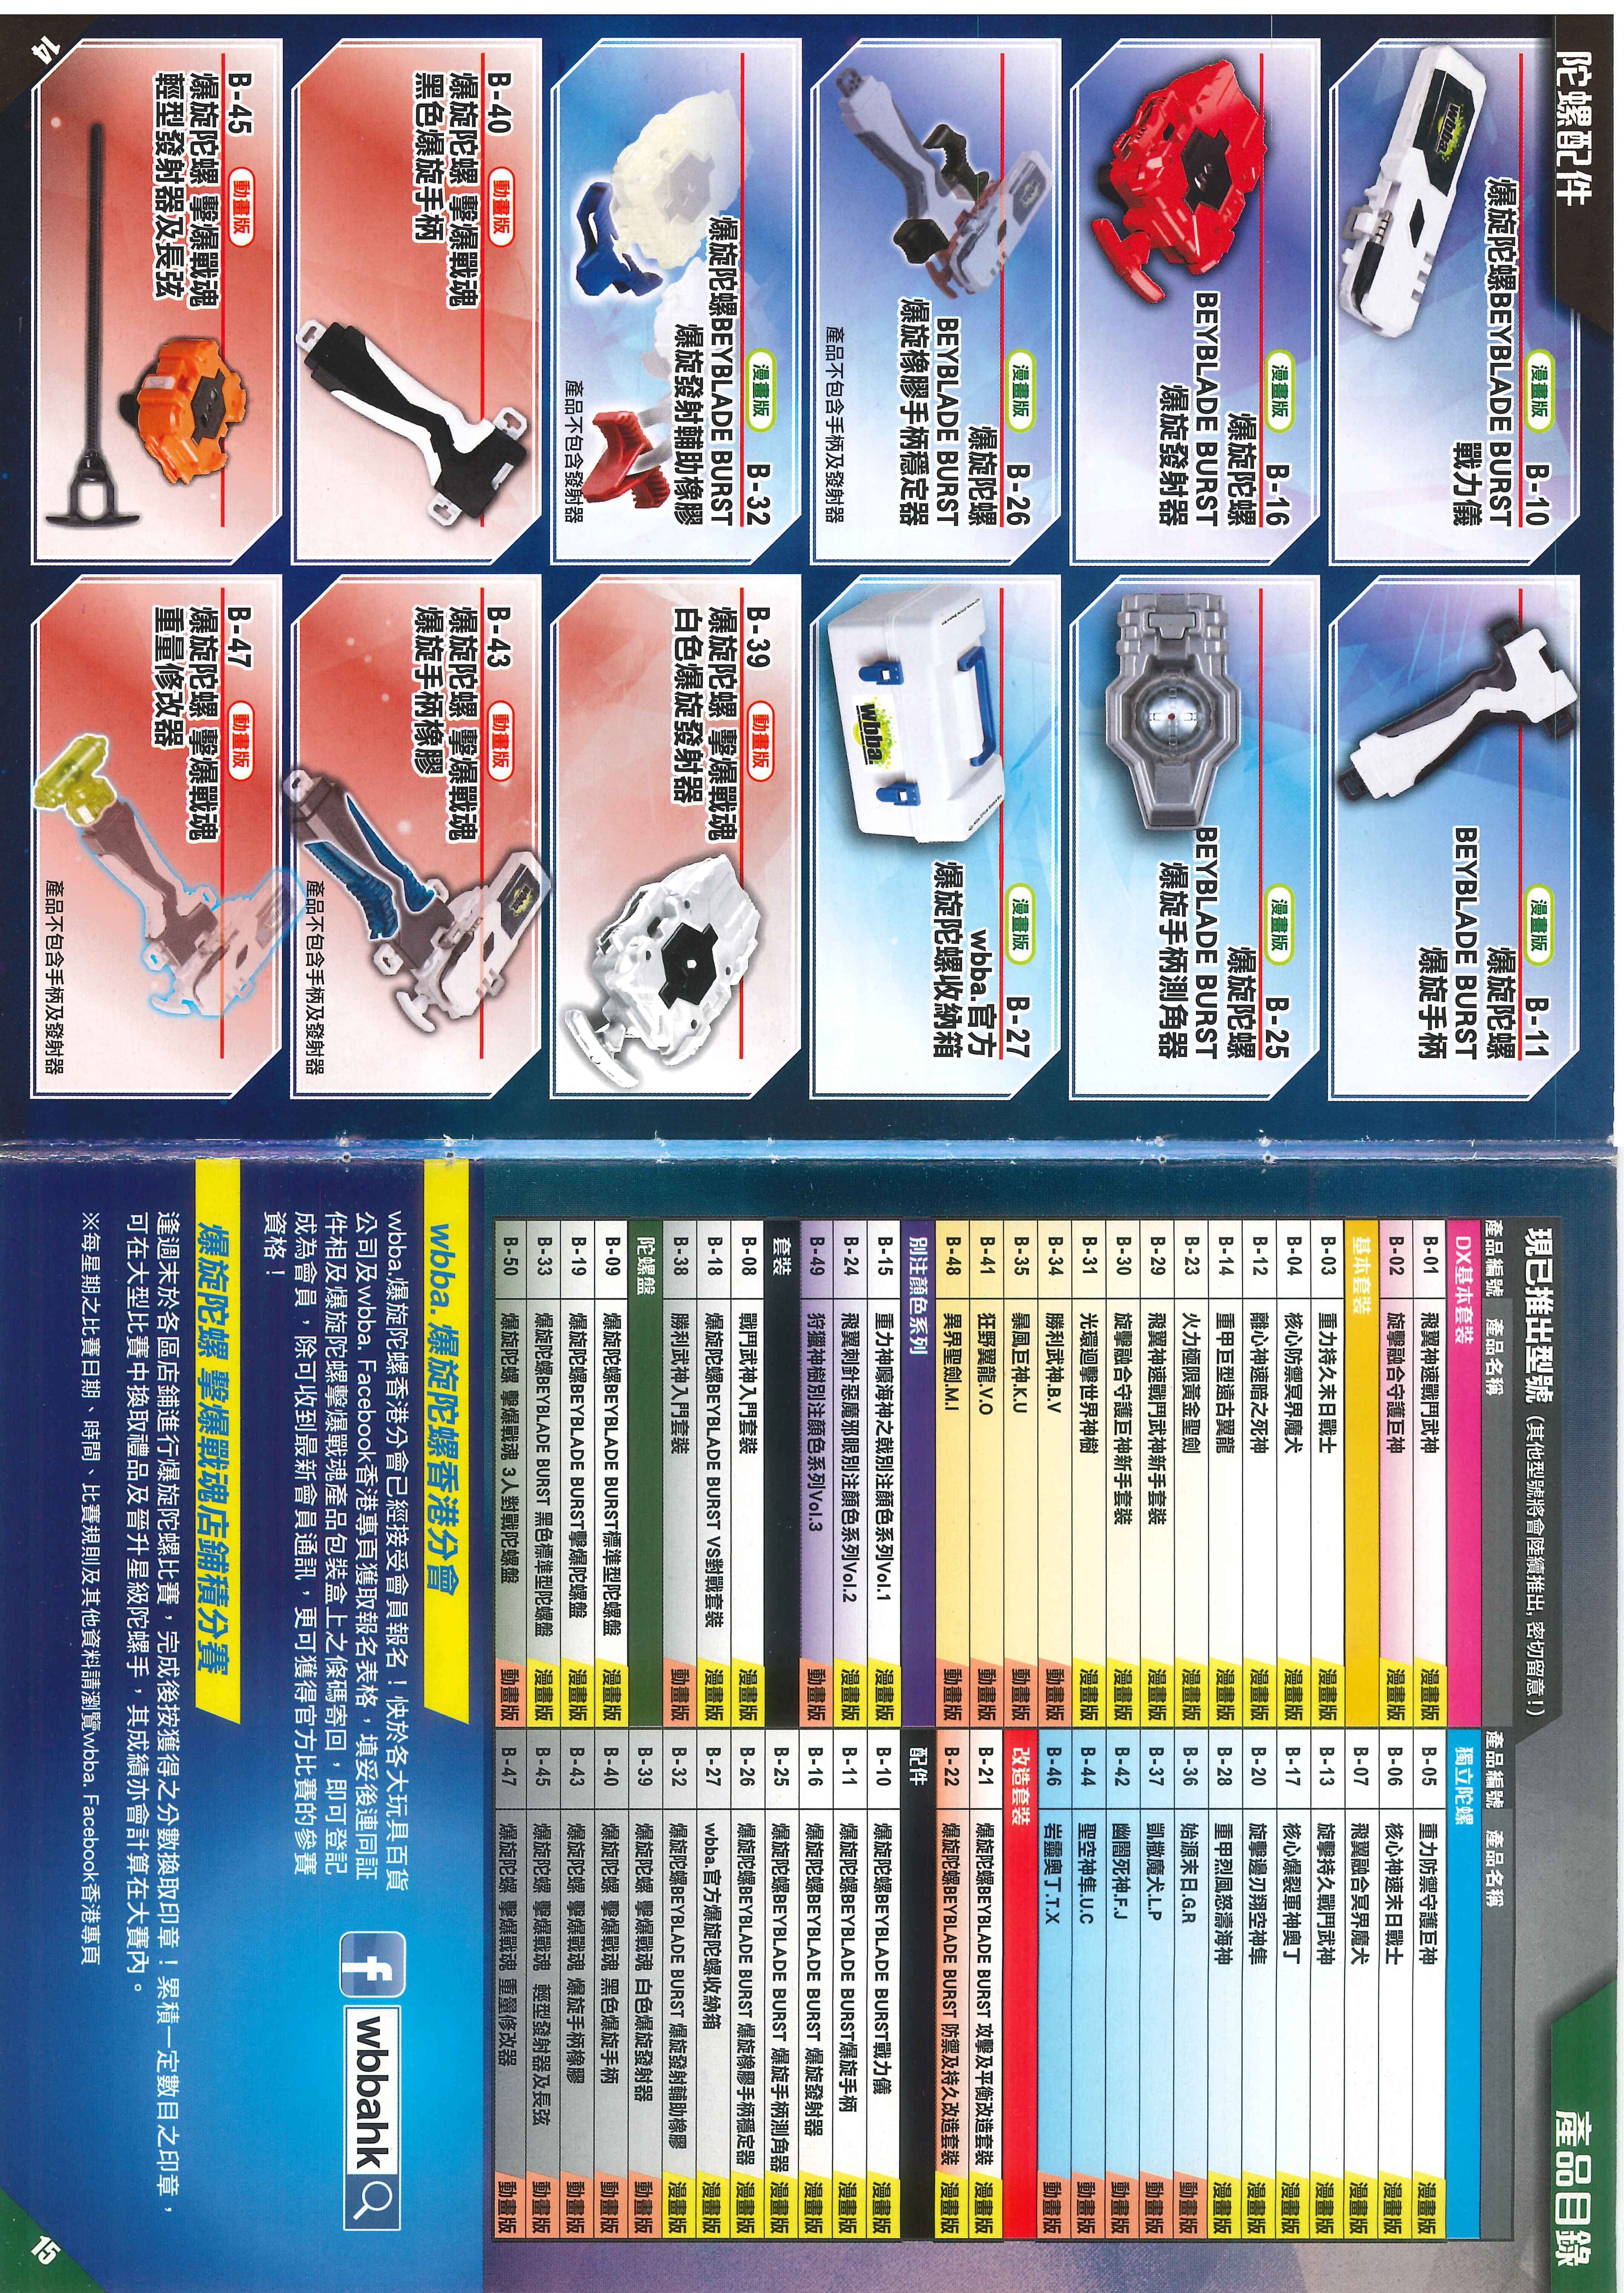 陀螺配件
漫畫版 B-10
爆旋陀螺BEYBLADE BURST
戰力儀
wbba.
漫畫版 B-11
爆旋陀螺
BEYBLADE BURST
爆旋手柄
漫畫版 B-16
爆旋陀螺
BEYBLADE BURST
爆旋發射器
漫畫版 B-25
爆旋陀螺
BEYBLADE BURST
爆旋手柄測角器
漫畫版 B-26
爆旋陀螺
BEYBLADE BURST
爆旋橡膠手柄穩定器
產品不包含手柄及發射器
漫畫版 B-27
wbba.官方
爆旋陀螺收納箱
wbba.
漫畫版 B-32
爆旋陀螺BEYBLADE BURST
爆旋發射輔助橡膠
產品不包含發射器
B-39 動畫版
爆旋陀螺 擊爆戰魂
白色爆旋發射器
B-40 動畫版
爆旋陀螺 擊爆戰魂
黑色爆旋手柄
B-43 動畫版
爆旋陀螺 擊爆戰魂
爆旋手柄橡膠
wbba.
產品不包含手柄及發射器
B-45 動畫版
爆旋陀螺 擊爆戰魂
輕型發射器及長弦
B-47 動畫版
爆旋陀螺 擊爆戰魂
重量修改器
產品不包含手柄及發射器
14
產品目錄
現已推出型號 (其他型號將會陸續推出, 密切留意!)
產品編號 產品名稱
DX基本套裝
B-01 飛翼神速戰鬥武神 漫畫版
B-02 旋擊融合守護巨神 漫畫版
基本套裝
B-03 重力持久末日戰士 漫畫版
B-04 核心防禦冥界魔犬 漫畫版
B-12 離心神速暗之死神 漫畫版
B-14 重甲巨型遠古翼龍 漫畫版
B-23 火力極限黃金聖劍 漫畫版
B-29 飛翼神速戰鬥武神新手套裝 漫畫版
B-30 旋擊融合守護巨神新手套裝 漫畫版
B-31 光環迴擊世界神樹 漫畫版
B-34 勝利武神.B.V 動畫版
B-35 暴風巨神.K.U 動畫版
B-41 狂野翼龍.V.O 動畫版
B-48 異界聖劍.M.I 動畫版
別注顏色系列
B-15 重力神嚎海神之戟別注顏色系列Vol.1 漫畫版
B-24 飛翼刺針惡魔邪眼別注顏色系列Vol.2 漫畫版
B-49 狩獵神樹別注顏色系列Vol.3 動畫版
套裝
B-08 戰鬥武神入門套裝 漫畫版
B-18 爆旋陀螺BEYBLADE BURST VS對戰套裝 漫畫版
B-38 勝利武神入門套裝 動畫版
陀螺盤
B-09 爆旋陀螺BEYBLADE BURST標準型陀螺盤 漫畫版
B-19 爆旋陀螺BEYBLADE BURST擊爆陀螺盤 漫畫版
B-33 爆旋陀螺BEYBLADE BURST 黑色標準型陀螺盤 漫畫版
B-50 爆旋陀螺 擊爆戰魂 3人對戰陀螺盤 動畫版
產品編號 產品名稱
獨立陀螺
B-05 重力防禦守護巨神 漫畫版
B-06 核心神速末日戰士 漫畫版
B-07 飛翼融合冥界魔犬 漫畫版
B-13 旋擊持久戰鬥武神 漫畫版
B-17 核心爆裂軍神奧丁 漫畫版
B-20 旋擊邊刃翔空神隼 漫畫版
B-28 重甲烈風怒濤海神 漫畫版
B-36 始源末日.G.R 動畫版
B-37 凱撒魔犬.L.P 動畫版
B-42 幽闇死神.F.J 動畫版
B-44 聖空神隼.U.C 動畫版
B-46 岩靈奧丁.T.X 動畫版
改造套裝
B-21 爆旋陀螺BEYBLADE BURST 攻擊及平衡改造套裝 漫畫版
B-22 爆旋陀螺BEYBLADE BURST 防禦及持久改造套裝 漫畫版
配件
B-10 爆旋陀螺BEYBLADE BURST戰力儀 漫畫版
B-11 爆旋陀螺BEYBLADE BURST爆旋手柄 漫畫版
B-16 爆旋陀螺BEYBLADE BURST 爆旋發射器 漫畫版
B-25 爆旋陀螺BEYBLADE BURST 爆旋手柄測角器 漫畫版
B-26 爆旋陀螺BEYBLADE BURST 爆旋橡膠手柄穩定器 漫畫版
B-27 wbba.官方爆旋陀螺收納箱 漫畫版
B-32 爆旋陀螺BEYBLADE BURST 爆旋發射輔助橡膠 漫畫版
B-39 爆旋陀螺 擊爆戰魂 白色爆旋發射器 動畫版
B-40 爆旋陀螺 擊爆戰魂 黑色爆旋手柄 動畫版
B-43 爆旋陀螺 擊爆戰魂 爆旋手柄橡膠 動畫版
B-45 爆旋陀螺 擊爆戰魂 輕型發射器及長弦 動畫版
B-47 爆旋陀螺 擊爆戰魂 重量修改器 動畫版
wbba. 爆旋陀螺香港分會
wbba.爆旋陀螺香港分會已經接受會員報名！快於各大玩具百貨
公司及wbba. Facebook香港專頁獲取報名表格，填妥後連同証
件相及爆旋陀螺擊爆戰魂產品包裝盒上之條碼寄回，即可登記
成為會員，除可收到最新會員通訊，更可獲得官方比賽的參賽
資格！
f wbbahk
爆旋陀螺 擊爆戰魂店鋪積分賽
逢週末於各區店鋪進行爆旋陀螺比賽，完成後按獲得之分數換取印章！累積一定數目之印章，
可在大型比賽中換取禮品及晉升星級陀螺手，其成績亦會計算在大賽內。
※每星期之比賽日期、時間、比賽規則及其他資料請瀏覽wbba. Facebook香港專頁
15